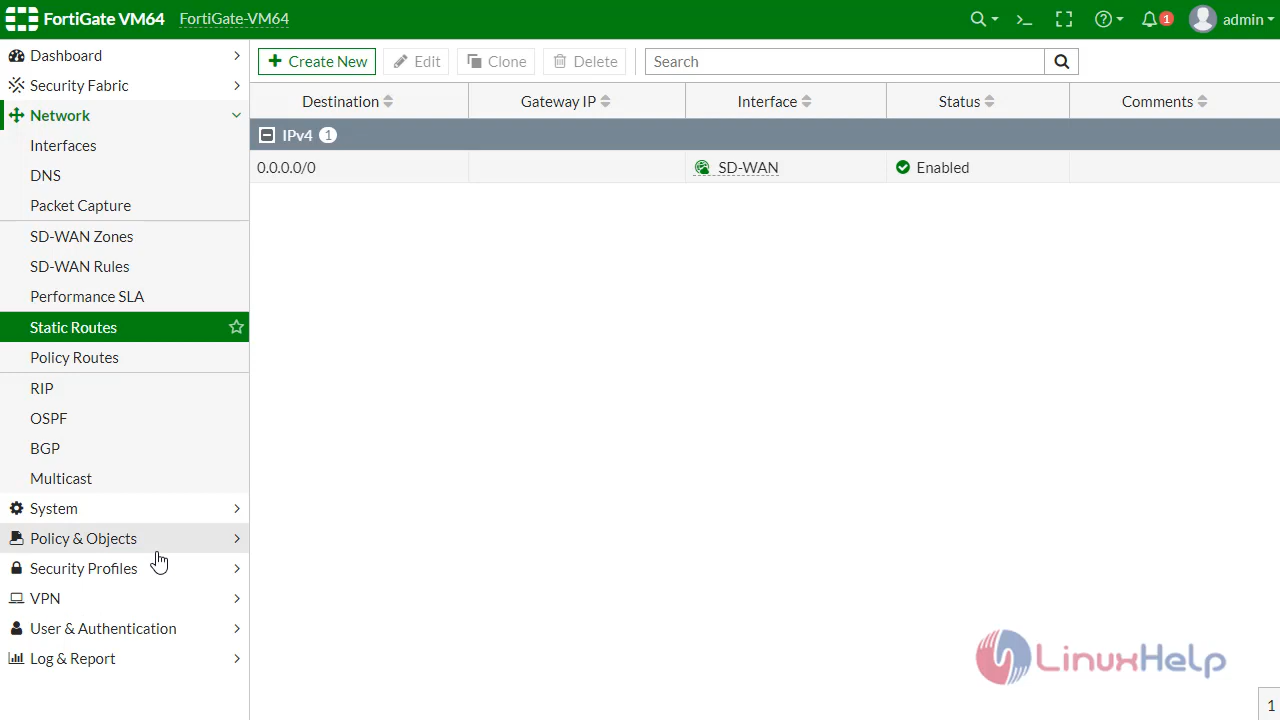 FortiGate VM64 FortiGate-VM64 1 admin
Dashboard
Security Fabric
Network
Interfaces
DNS
Packet Capture
SD-WAN Zones
SD-WAN Rules
Performance SLA
Static Routes
Policy Routes
RIP
OSPF
BGP
Multicast
System
Policy & Objects
Security Profiles
VPN
User & Authentication
Log & Report
Create New Edit Clone Delete Search
Destination Gateway IP Interface Status Comments
IPv4 1
0.0.0.0/0 SD-WAN Enabled
LinuxHelp
1